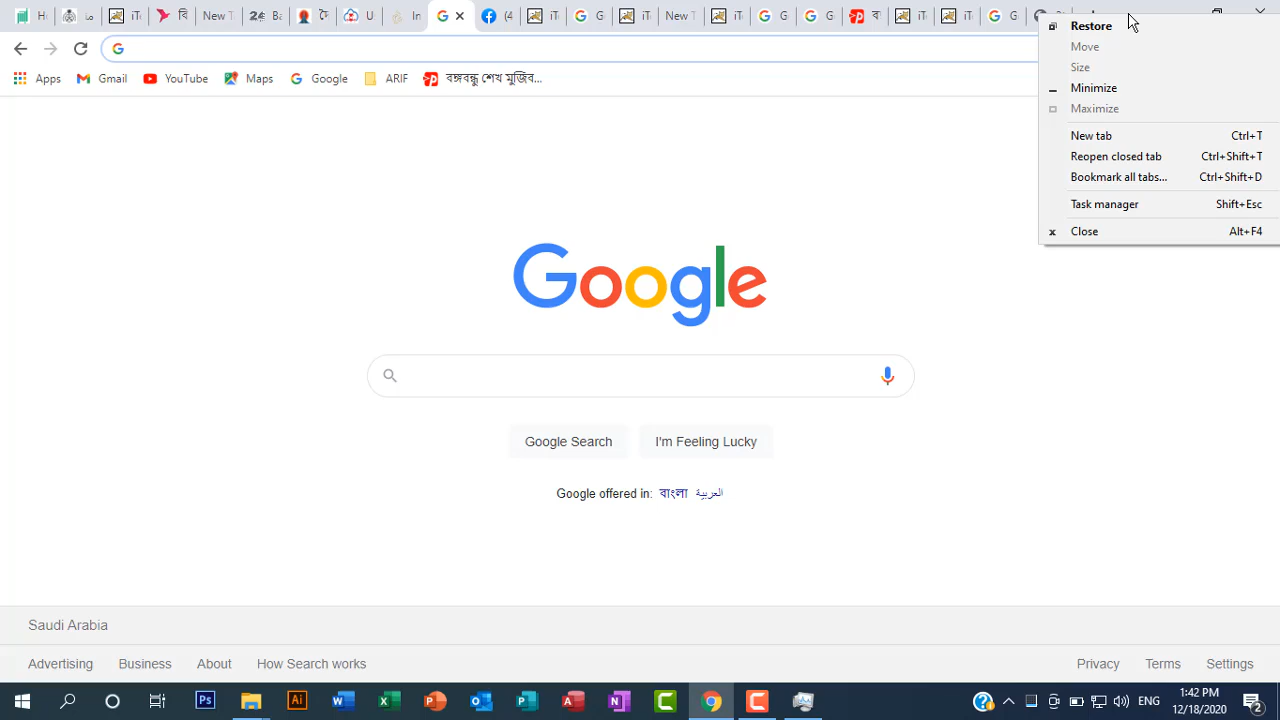 Apps Gmail YouTube Maps Google ARIF বঙ্গবন্ধু শেখ মুজিব...
Restore
Move
Size
Minimize
Maximize
New tab Ctrl+T
Reopen closed tab Ctrl+Shift+T
Bookmark all tabs... Ctrl+Shift+D
Task manager Shift+Esc
Close Alt+F4
Google
Google Search I'm Feeling Lucky
Google offered in: বাংলা العربية
Saudi Arabia
Advertising Business About How Search works Privacy Terms Settings
ENG 1:42 PM
12/18/2020 2